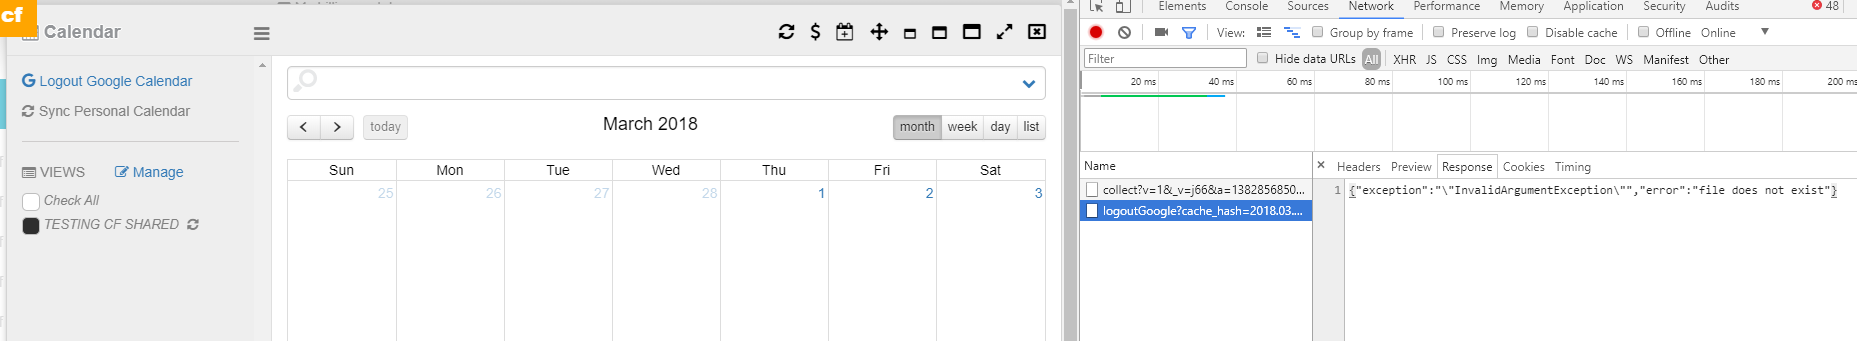 cf
Calendar
Logout Google Calendar
Sync Personal Calendar
VIEWS Manage
Check All
TESTING CF SHARED
today March 2018 month week day list
Sun Mon Tue Wed Thu Fri Sat
25 26 27 28 1 2 3
Elements Console Sources Network Performance Memory Application Security Audits 48
View: Group by frame Preserve log Disable cache Offline Online
Filter Hide data URLs All XHR JS CSS Img Media Font Doc WS Manifest Other
20 ms 40 ms 60 ms 80 ms 100 ms 120 ms 140 ms 160 ms 180 ms 200 ms
Name × Headers Preview Response Cookies Timing
collect?v=1&_v=j66&a=1382856850...
logoutGoogle?cache_hash=2018.03....
1 {"exception":"\"InvalidArgumentException\"","error":"file does not exist"}